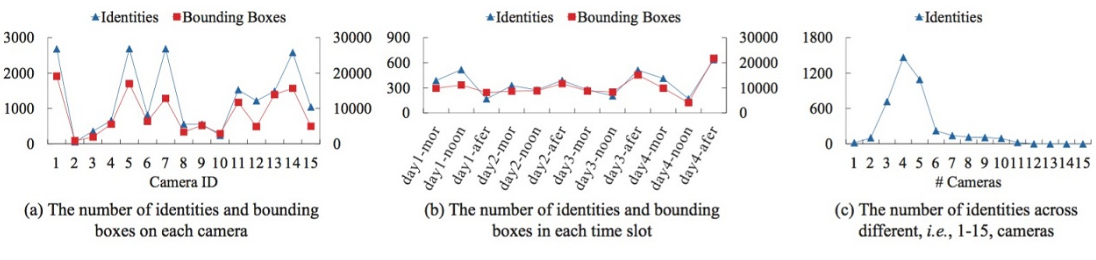 Identities Bounding Boxes
3000 30000
2000 20000
1000 10000
0 0
1 2 3 4 5 6 7 8 9 10 11 12 13 14 15
Camera ID
(a) The number of identities and bounding
boxes on each camera
Identities Bounding Boxes
900 30000
600 20000
300 10000
0 0
day1-mor
day1-noon
day1-afer
day2-mor
day2-noon
day2-afer
day3-mor
day3-noon
day3-afer
day4-mor
day4-noon
day4-afer
(b) The number of identities and bounding
boxes in each time slot
Identities
1800
1200
600
0
1 2 3 4 5 6 7 8 9 10 11 12 13 14 15
# Cameras
(c) The number of identities across
different, i.e., 1-15, cameras